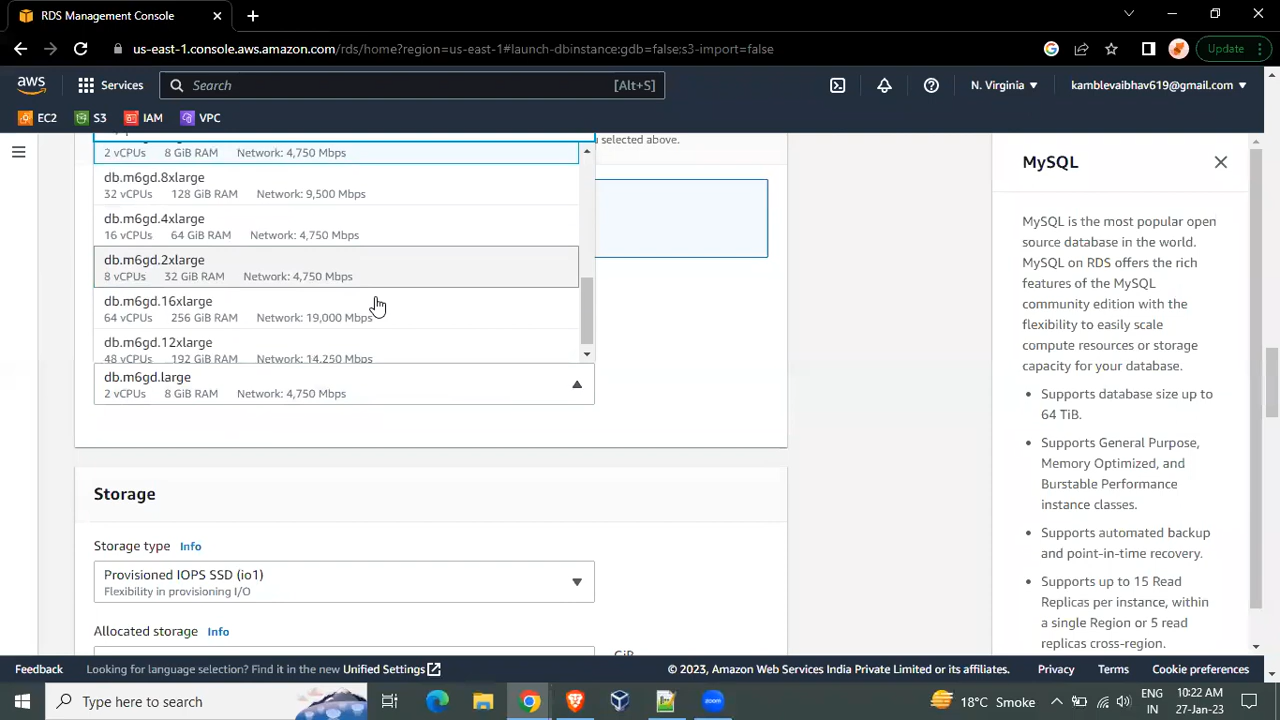 RDS Management Console
us-east-1.console.aws.amazon.com/rds/home?region=us-east-1#launch-dbinstance:gdb=false;s3-import=false
Update
aws
Services
Search
[Alt+S]
N. Virginia
kamblevaibhav619@gmail.com
EC2
S3
IAM
VPC
u selected above.
2 vCPUs 8 GiB RAM Network: 4,750 Mbps
db.m6gd.8xlarge
32 vCPUs 128 GiB RAM Network: 9,500 Mbps
db.m6gd.4xlarge
16 vCPUs 64 GiB RAM Network: 4,750 Mbps
db.m6gd.2xlarge
8 vCPUs 32 GiB RAM Network: 4,750 Mbps
db.m6gd.16xlarge
64 vCPUs 256 GiB RAM Network: 19,000 Mbps
db.m6gd.12xlarge
48 vCPUs 192 GiB RAM Network: 14,250 Mbps
db.m6gd.large
2 vCPUs 8 GiB RAM Network: 4,750 Mbps
Storage
Storage type Info
Provisioned IOPS SSD (io1)
Flexibility in provisioning I/O
Allocated storage Info
GiB
MySQL
MySQL is the most popular open
source database in the world.
MySQL on RDS offers the rich
features of the MySQL
community edition with the
flexibility to easily scale
compute resources or storage
capacity for your database.
• Supports database size up to
64 TiB.
• Supports General Purpose,
Memory Optimized, and
Burstable Performance
instance classes.
• Supports automated backup
and point-in-time recovery.
• Supports up to 15 Read
Replicas per instance, within
a single Region or 5 read
replicas cross-region.
Feedback
Looking for language selection? Find it in the new Unified Settings
© 2023, Amazon Web Services India Private Limited or its affiliates.
Privacy
Terms
Cookie preferences
Type here to search
zoom
18°C Smoke
ENG
IN
10:22 AM
27-Jan-23